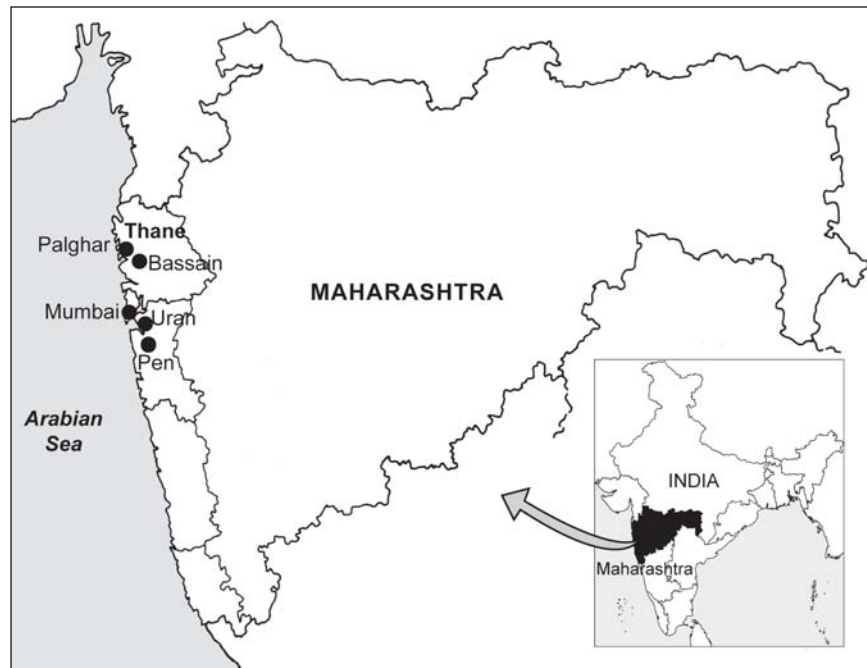 Thane
Palghar
Bassain
MAHARASHTRA
Mumbai
Uran
Pen
Arabian
Sea
INDIA
Maharashtra